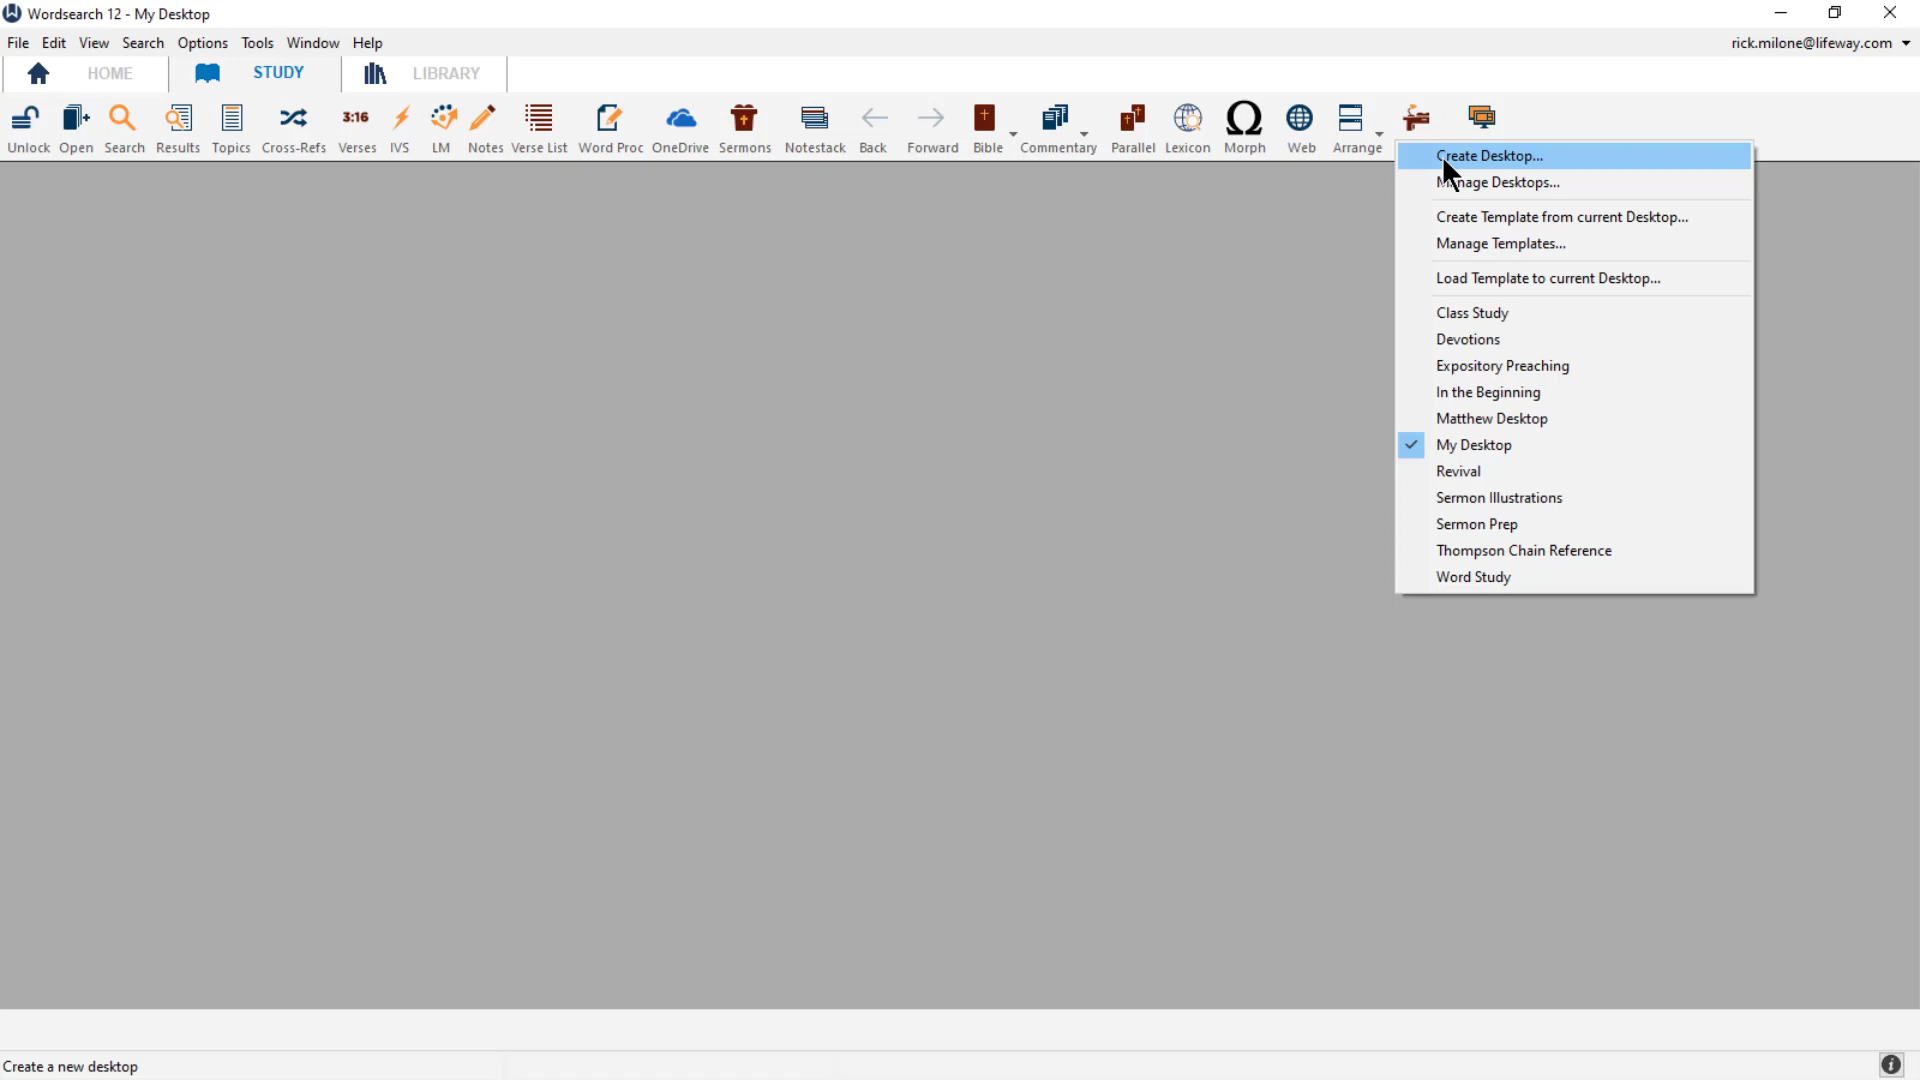 Wordsearch 12 - My Desktop
File Edit View Search Options Tools Window Help rick.milone@lifeway.com
HOME STUDY LIBRARY
3:16
Unlock Open Search Results Topics Cross-Refs Verses IVS LM Notes Verse List Word Proc OneDrive Sermons Notestack Back Forward Bible Commentary Parallel Lexicon Morph Web Arrange
Create Desktop...
Manage Desktops...
Create Template from current Desktop...
Manage Templates...
Load Template to current Desktop...
Class Study
Devotions
Expository Preaching
In the Beginning
Matthew Desktop
My Desktop
Revival
Sermon Illustrations
Sermon Prep
Thompson Chain Reference
Word Study
Create a new desktop